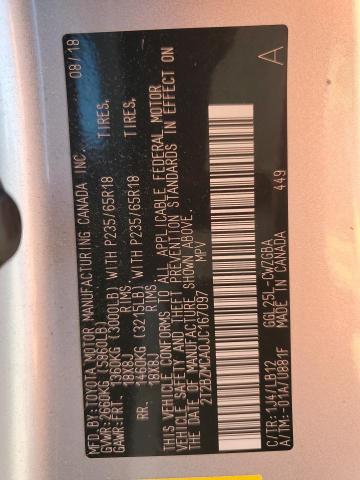 MFD.BY:TOYOTA MOTOR MANUFACTURING CANADA INC. 08/18
GVWR:2660KG(5860LB)
GAWR:FRT. 1360KG(3000LB) WITH P235/65R18 TIRES,
18X8J RIMS
RR. 1460KG(3215LB) WITH P235/65R18 TIRES,
18X8J RIMS
THIS VEHICLE CONFORMS TO ALL APPLICABLE FEDERAL MOTOR
VEHICLE SAFETY AND THEFT PREVENTION STANDARDS IN EFFECT ON
THE DATE OF MANUFACTURE SHOWN ABOVE.
2T2BZMCA0JC167097 MPV
C/TR:1J4/LB12 GGL25L-CWZGBA
A/TM:-01A/U881F MADE IN CANADA 449
A